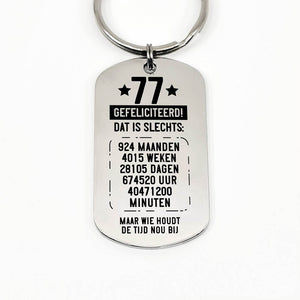 77
GEFELICITEERD!
DAT IS SLECHTS:
924 MAANDEN
4015 WEKEN
28105 DAGEN
674520 UUR
40471200
MINUTEN
MAAR WIE HOUDT
DE TIJD NOU BIJ